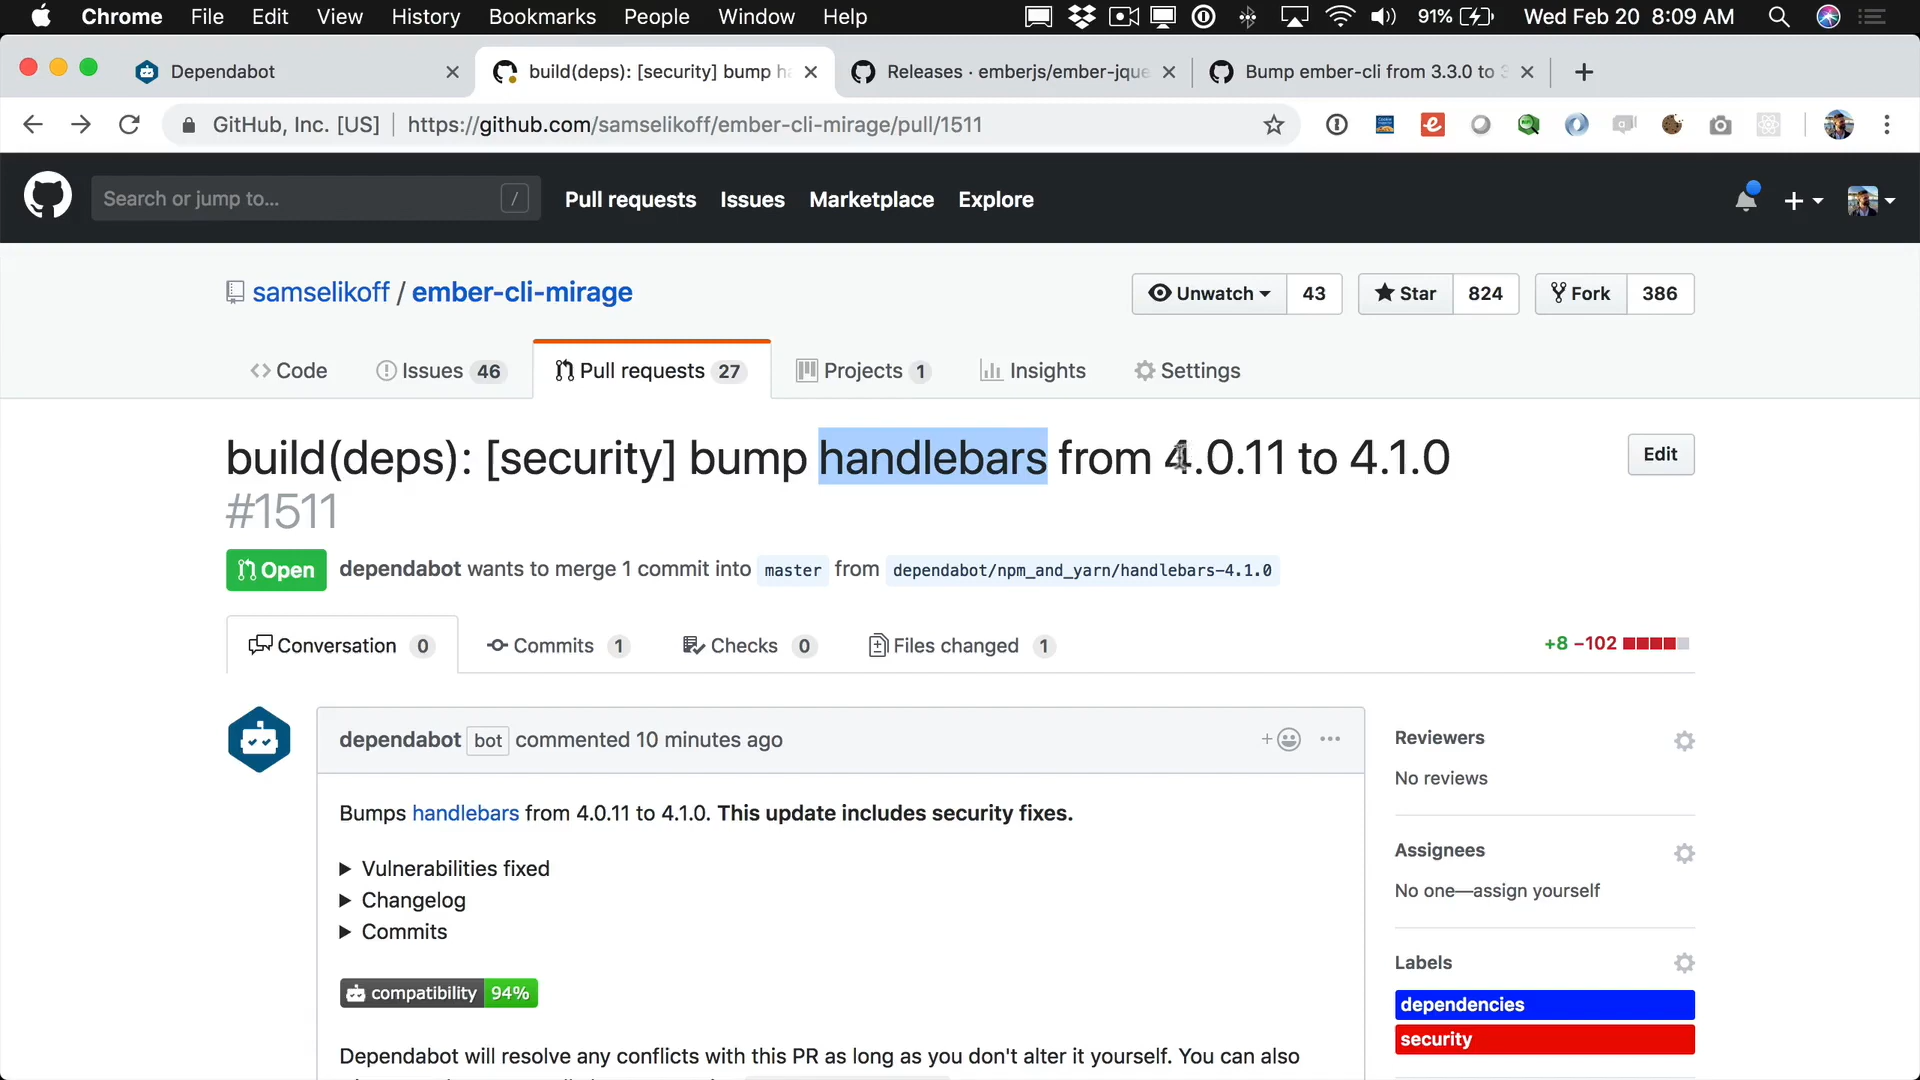 Chrome File Edit View History Bookmarks People Window Help 91% Wed Feb 20 8:09 AM
Dependabot
build(deps): [security] bump ha
Releases · emberjs/ember-jque
Bump ember-cli from 3.3.0 to 3
GitHub, Inc. [US] https://github.com/samselikoff/ember-cli-mirage/pull/1511
Search or jump to... / Pull requests Issues Marketplace Explore
samselikoff / ember-cli-mirage Unwatch 43 Star 824 Fork 386
Code Issues 46 Pull requests 27 Projects 1 Insights Settings
build(deps): [security] bump handlebars from 4.0.11 to 4.1.0 Edit
#1511
Open dependabot wants to merge 1 commit into master from dependabot/npm_and_yarn/handlebars-4.1.0
Conversation 0 Commits 1 Checks 0 Files changed 1 +8 −102
dependabot bot commented 10 minutes ago
Bumps handlebars from 4.0.11 to 4.1.0. This update includes security fixes.
Vulnerabilities fixed
Changelog
Commits
compatibility 94%
Dependabot will resolve any conflicts with this PR as long as you don't alter it yourself. You can also
Reviewers
No reviews
Assignees
No one—assign yourself
Labels
dependencies
security